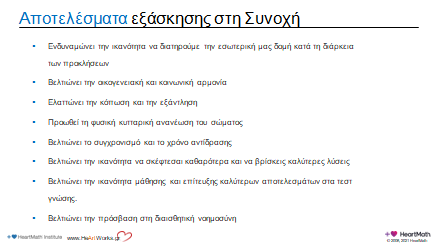 Αποτελέσματα εξάσκησης στη Συνοχή
• Ενδυναμώνει την ικανότητα να διατηρούμε την εσωτερική μας δομή κατά τη διάρκεια
των προκλήσεων
• Βελτιώνει την οικογενειακή και κοινωνική αρμονία
• Ελαττώνει την κόπωση και την εξάντληση
• Προωθεί τη φυσική κυτταρική ανανέωση του σώματος
• Βελτιώνει το συγχρονισμό και το χρόνο αντίδρασης
• Βελτιώνει την ικανότητα να σκέφτεσαι καθαρότερα και να βρίσκεις καλύτερες λύσεις
• Βελτιώνει την ικανότητα μάθησης και επίτευξης καλύτερων αποτελεσμάτων στα τεστ
γνώσης.
• Βελτιώνει την πρόσβαση στη διαισθητική νοημοσύνη
HeartMath Institute www.HeartWorks.gr HeartMath.